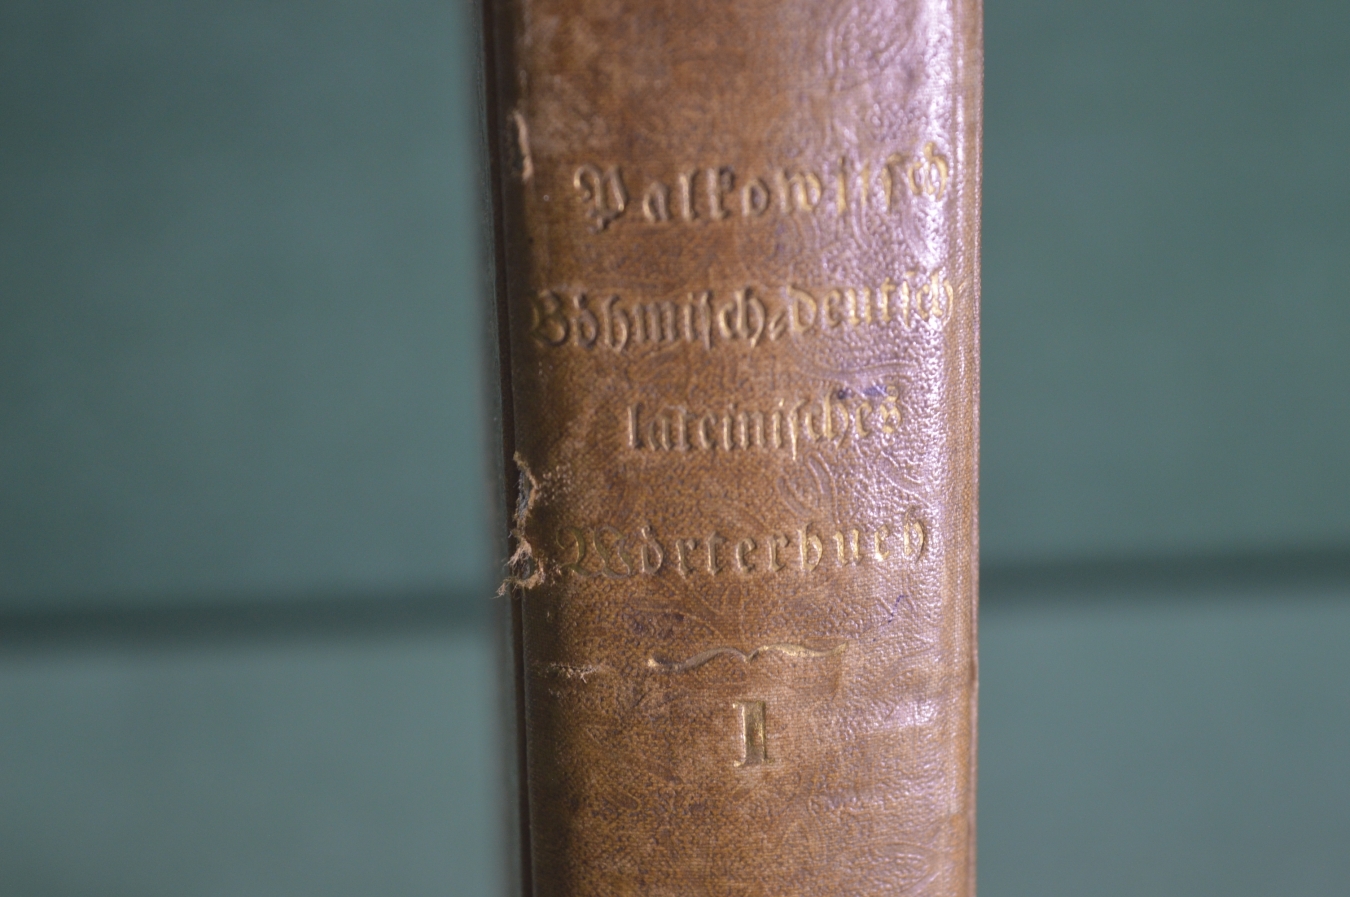 Palkowitsch
Böhmisch-deutsch-
lateinisches
Wörterbuch
I